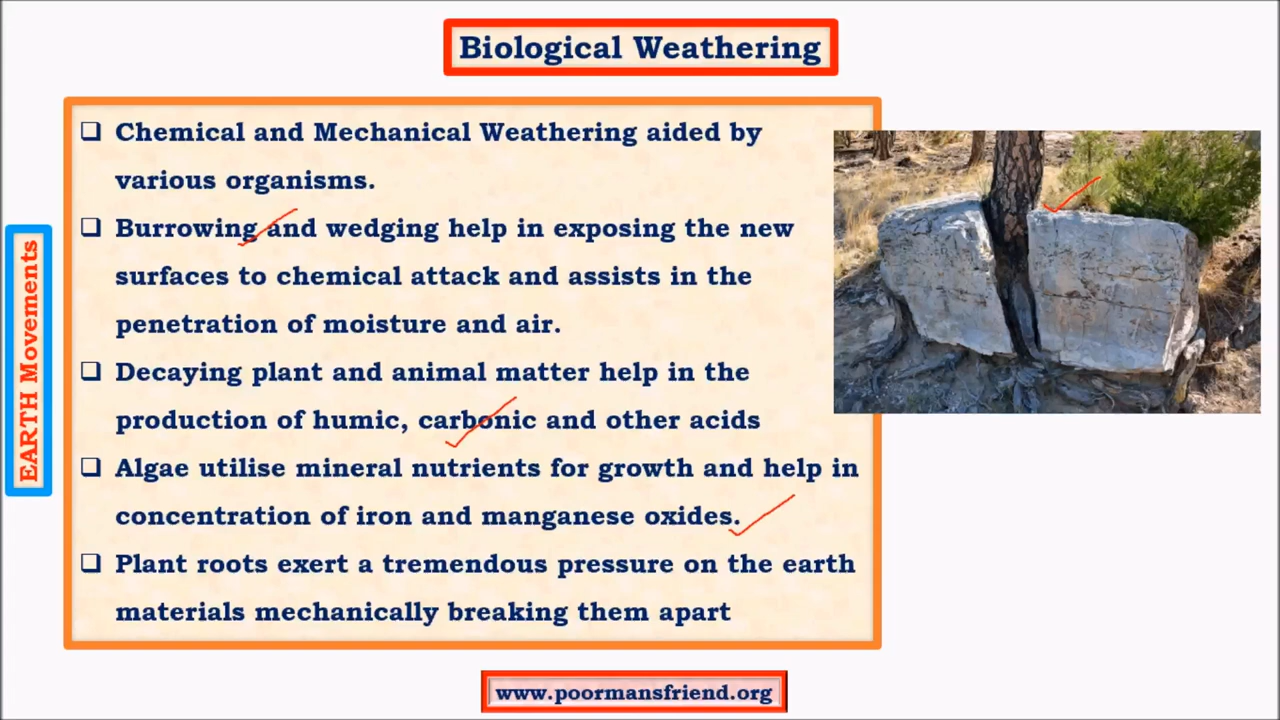 Biological Weathering
❑ Chemical and Mechanical Weathering aided by
various organisms.
❑ Burrowing and wedging help in exposing the new
surfaces to chemical attack and assists in the
penetration of moisture and air.
❑ Decaying plant and animal matter help in the
production of humic, carbonic and other acids
❑ Algae utilise mineral nutrients for growth and help in
concentration of iron and manganese oxides.
❑ Plant roots exert a tremendous pressure on the earth
materials mechanically breaking them apart
EARTH Movements
www.poormansfriend.org